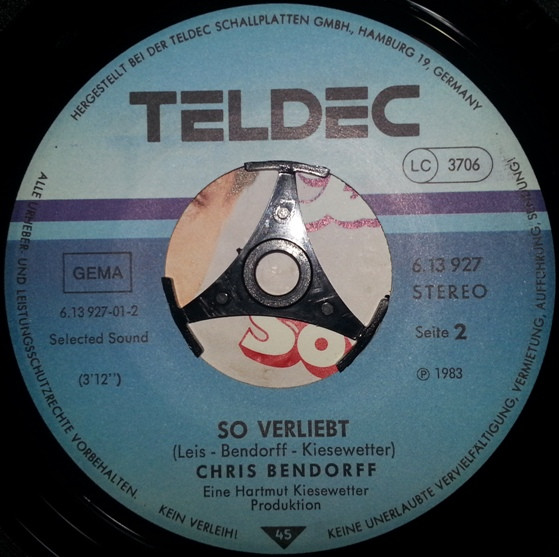 HERGESTELLT BEI DER TELDEC SCHALLPLATTEN GMBH., HAMBURG 19, GERMANY
TELDEC
LC 3706
GEMA
6.13 927
6.13 927-01-2
STEREO
Selected Sound
Seite 2
(3'12'')
℗ 1983
So
SO VERLIEBT
(Leis - Bendorff - Kiesewetter)
CHRIS BENDORFF
Eine Hartmut Kiesewetter
Produktion
45
ALLE URHEBER- UND LEISTUNGSSCHUTZRECHTE VORBEHALTEN.
KEIN VERLEIH!
KEINE UNERLAUBTE VERVIELFÄLTIGUNG, VERMIETUNG, AUFFÜHRUNG, SENDUNG!